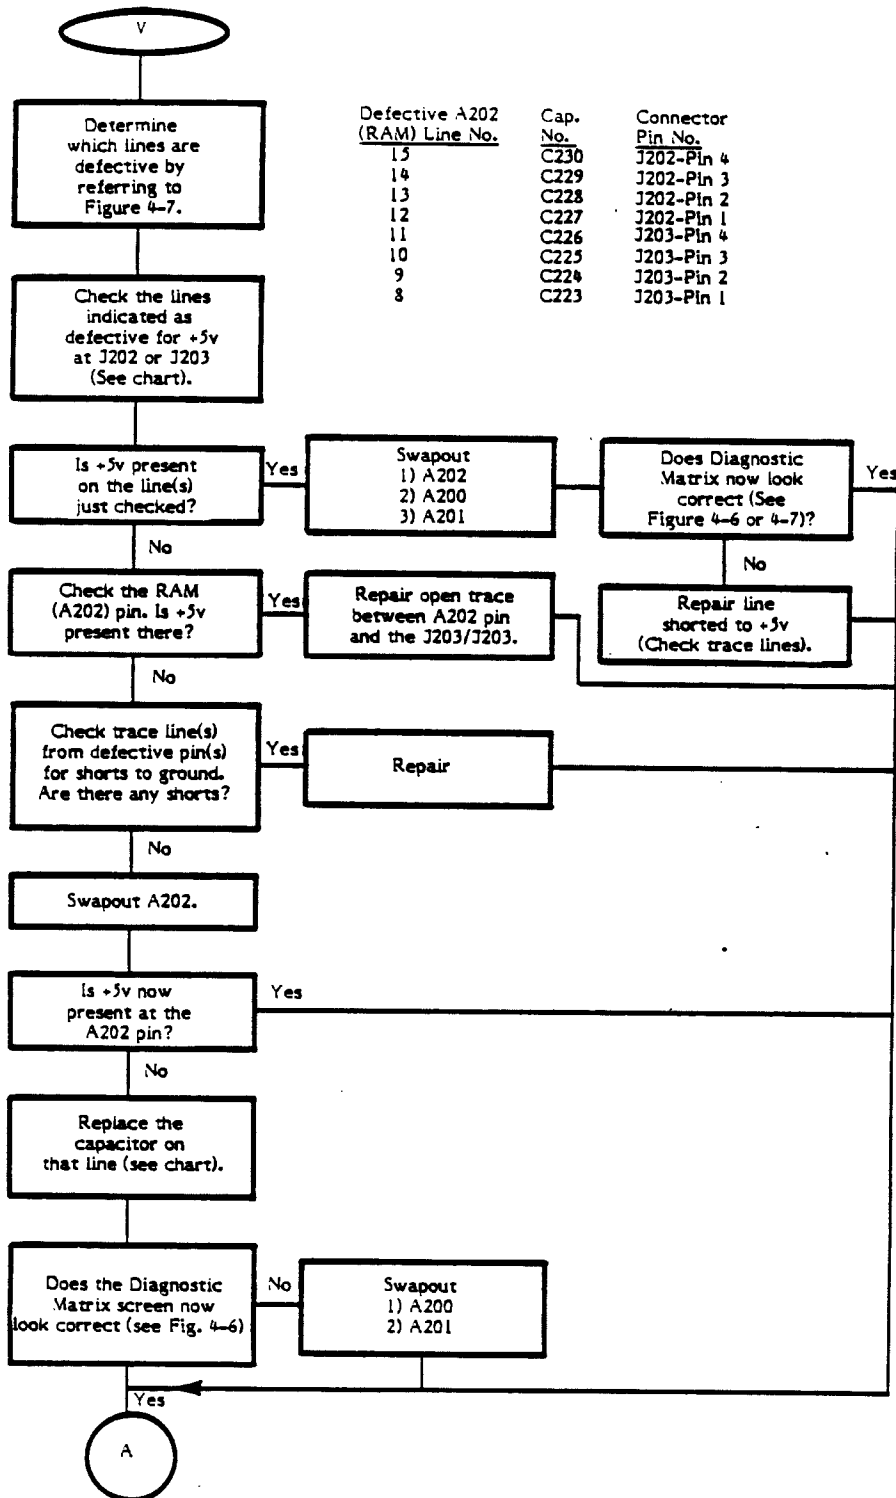 V
Determine
which lines are
defective by
referring to
Figure 4-7.
Defective A202 Cap. Connector
(RAM) Line No. No. Pin No.
15 C230 J202-Pin 4
14 C229 J202-Pin 3
13 C228 J202-Pin 2
12 C227 J202-Pin 1
11 C226 J203-Pin 4
10 C225 J203-Pin 3
9 C224 J203-Pin 2
8 C223 J203-Pin 1
Check the lines
indicated as
defective for +5v
at J202 or J203
(See chart).
Is +5v present
on the line(s)
just checked?
Yes
Swapout
1) A202
2) A200
3) A201
Does Diagnostic
Matrix now look
correct (See
Figure 4-6 or 4-7)?
Yes
No
No
Check the RAM
(A202) pin. Is +5v
present there?
Yes
Repair open trace
between A202 pin
and the J203/J203.
Repair line
shorted to +5v
(Check trace lines).
No
Check trace line(s)
from defective pin(s)
for shorts to ground.
Are there any shorts?
Yes
Repair
No
Swapout A202.
Is +5v now
present at the
A202 pin?
Yes
No
Replace the
capacitor on
that line (see chart).
Does the Diagnostic
Matrix screen now
look correct (see Fig. 4-6)
No
Swapout
1) A200
2) A201
Yes
A